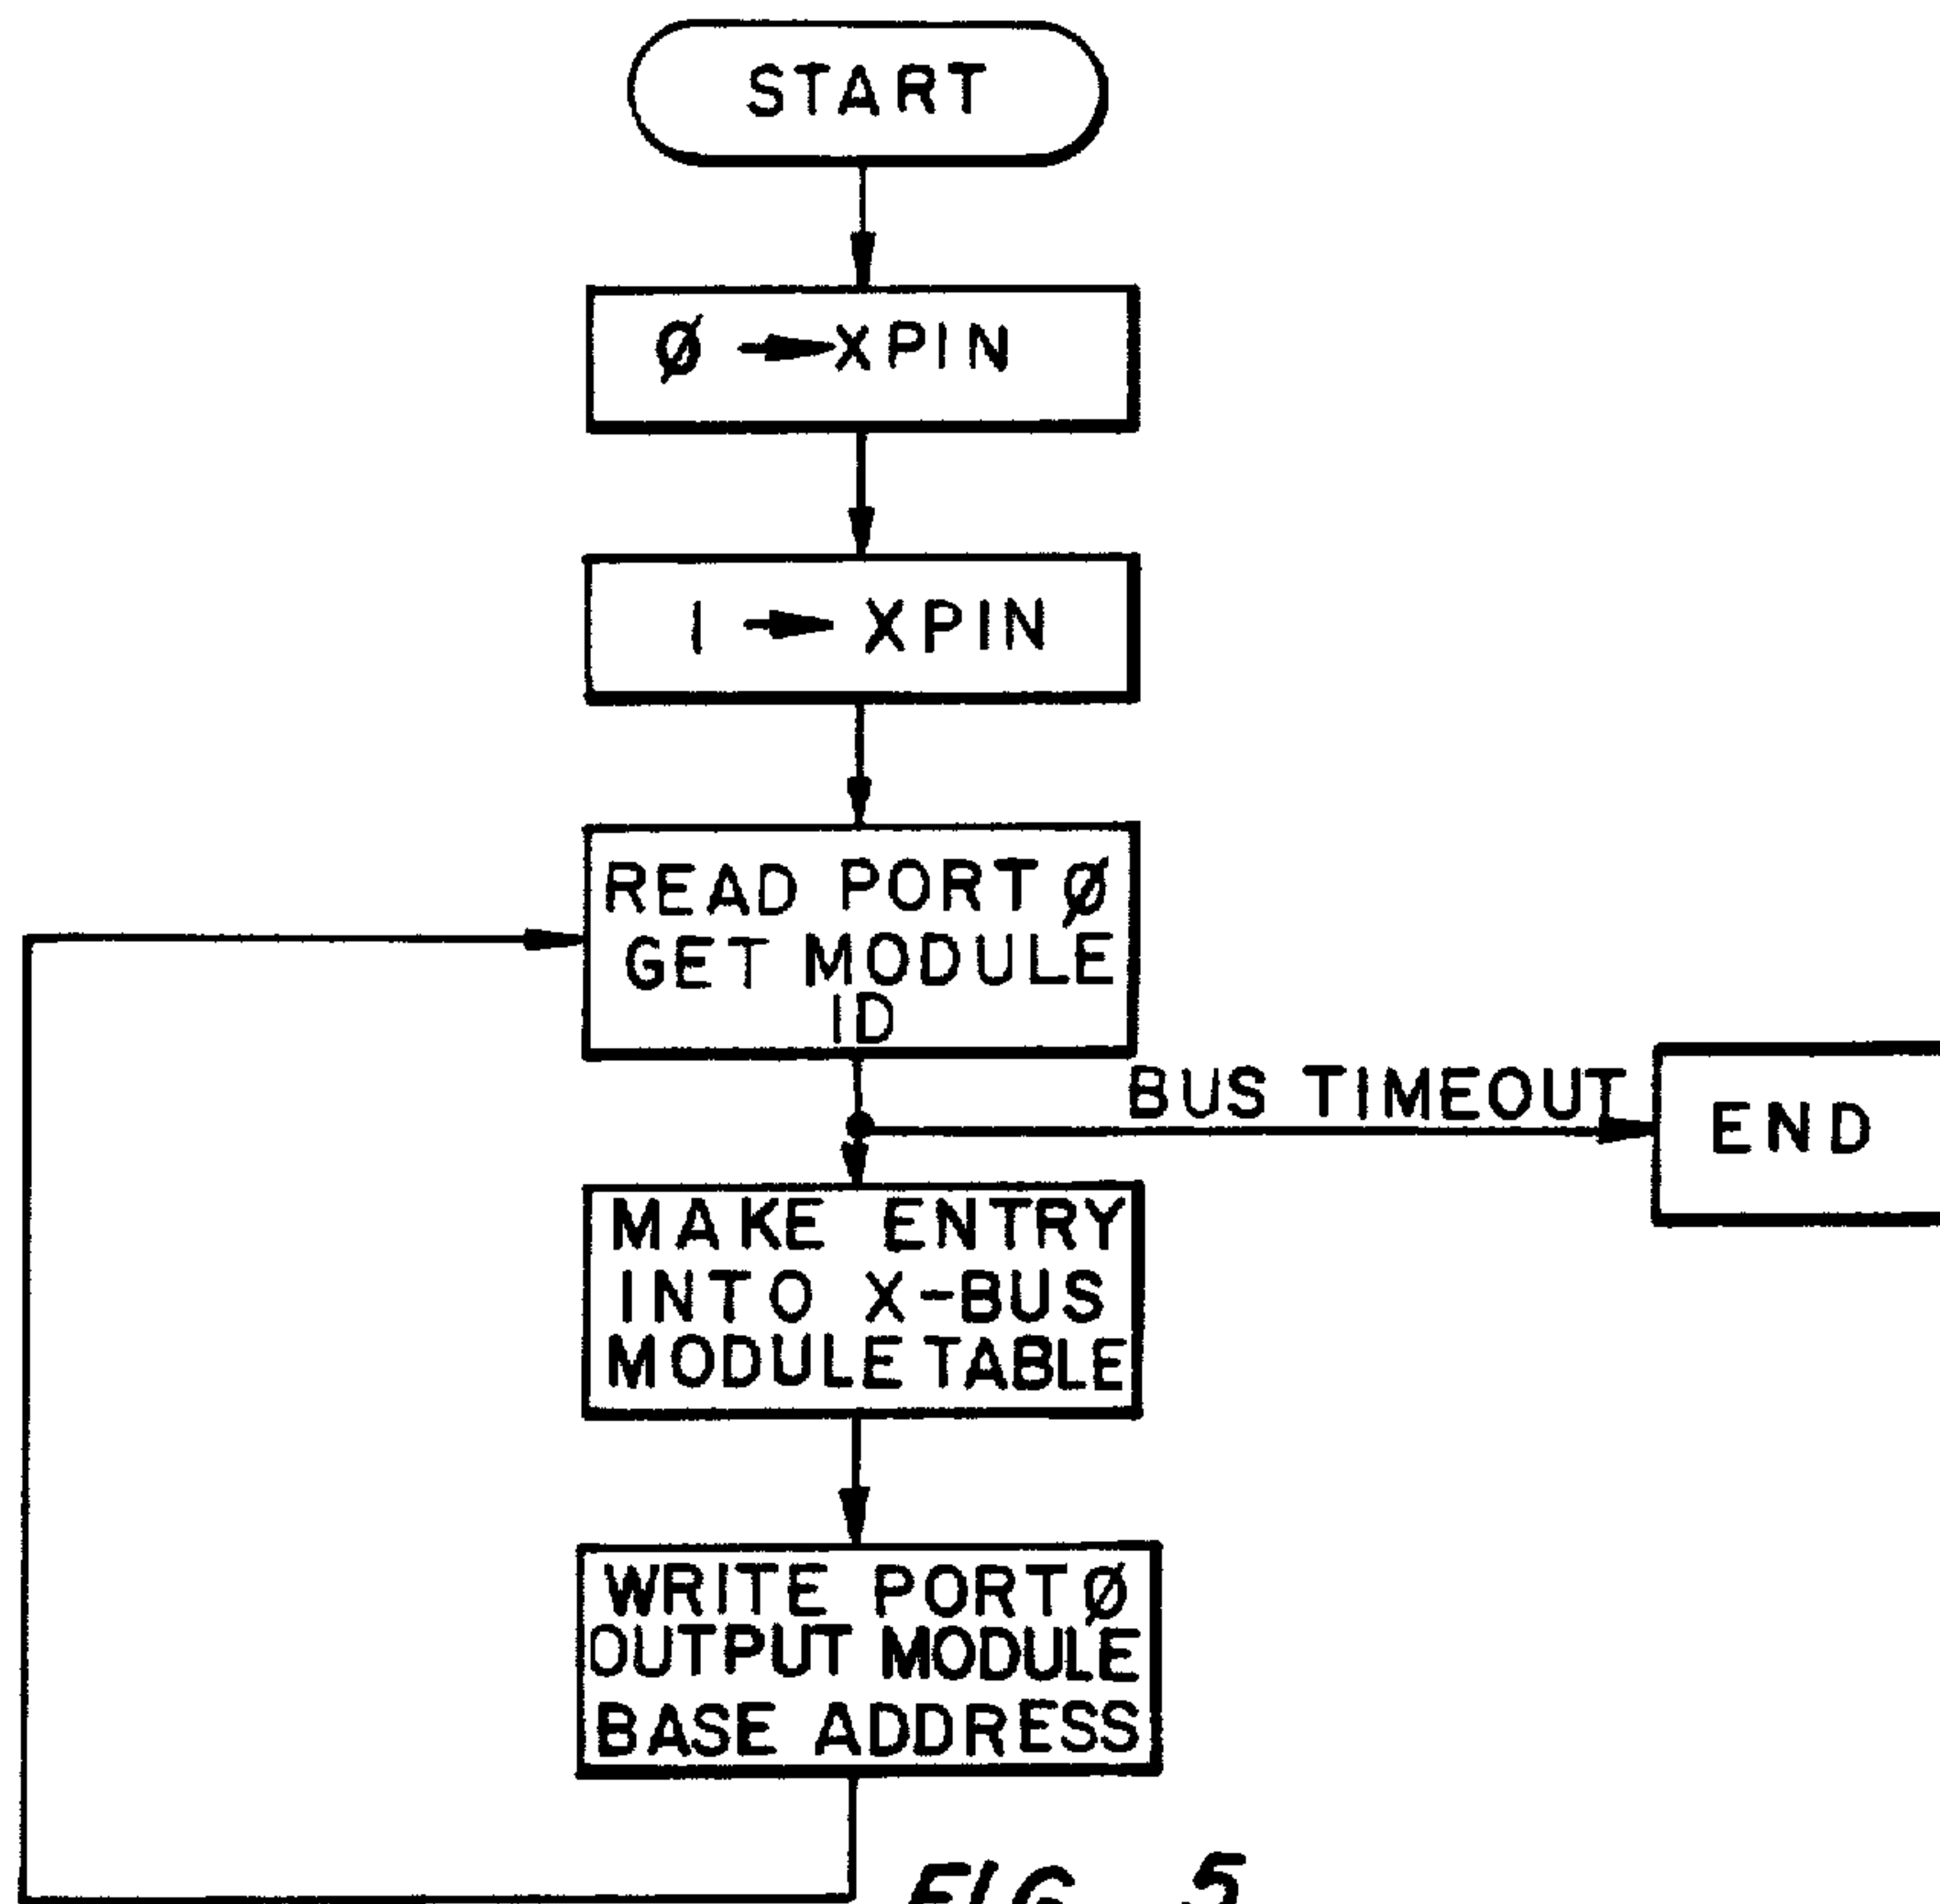 START
Ø → XPIN
1 → XPIN
READ PORT Ø
GET MODULE
ID
BUS TIMEOUT
END
MAKE ENTRY
INTO X-BUS
MODULE TABLE
WRITE PORT Ø
OUTPUT MODULE
BASE ADDRESS